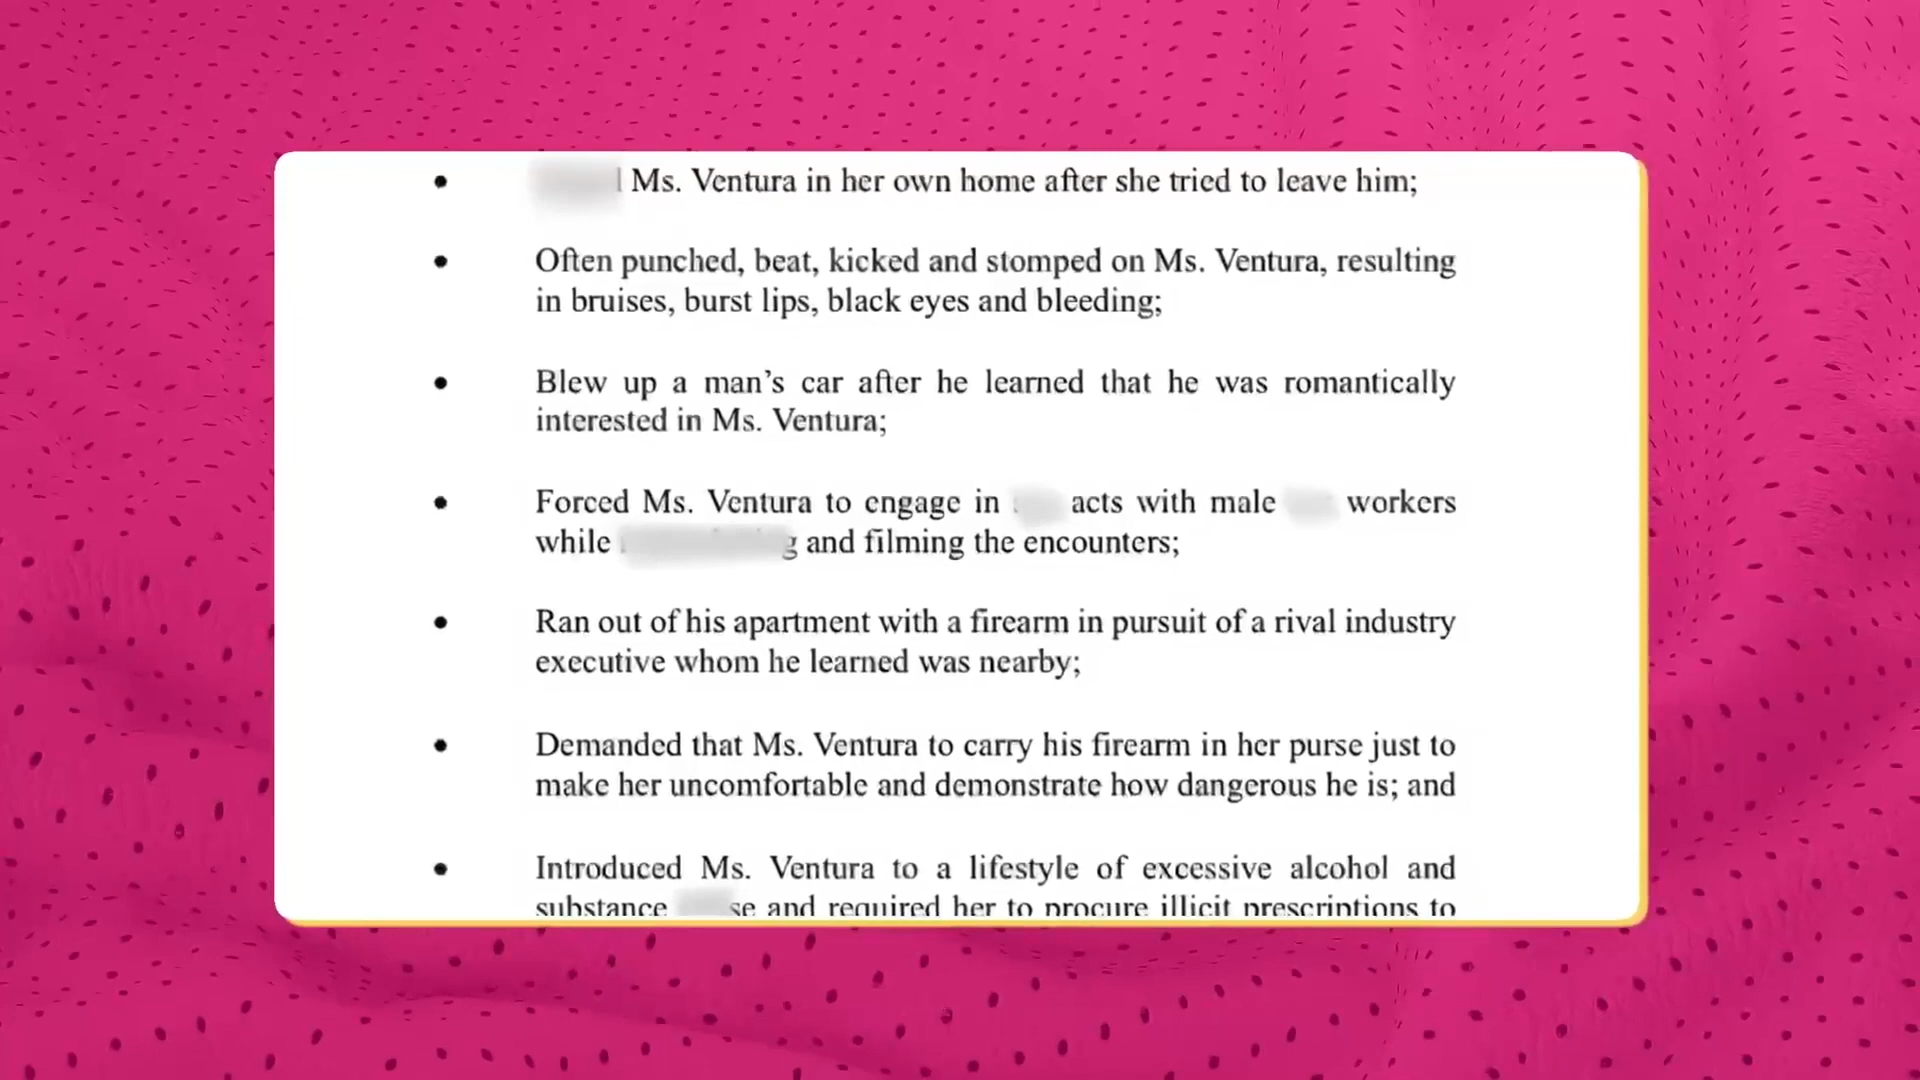 • Ms. Ventura in her own home after she tried to leave him;
• Often punched, beat, kicked and stomped on Ms. Ventura, resulting
in bruises, burst lips, black eyes and bleeding;
• Blew up a man’s car after he learned that he was romantically
interested in Ms. Ventura;
• Forced Ms. Ventura to engage in acts with male workers
while and filming the encounters;
• Ran out of his apartment with a firearm in pursuit of a rival industry
executive whom he learned was nearby;
• Demanded that Ms. Ventura to carry his firearm in her purse just to
make her uncomfortable and demonstrate how dangerous he is; and
• Introduced Ms. Ventura to a lifestyle of excessive alcohol and
substance and required her to procure illicit prescriptions to